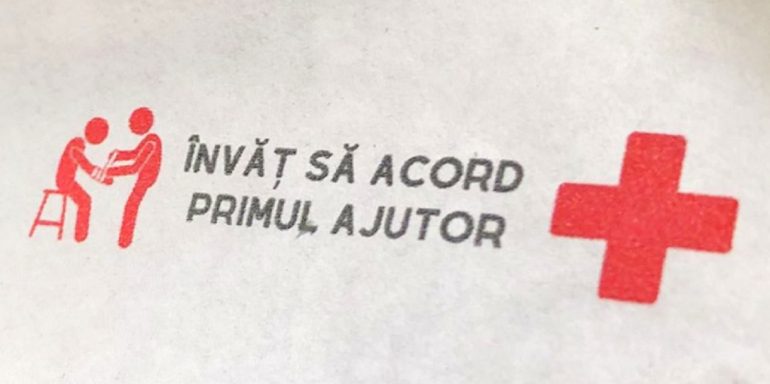 ÎNVĂȚ SĂ ACORD
PRIMUL AJUTOR